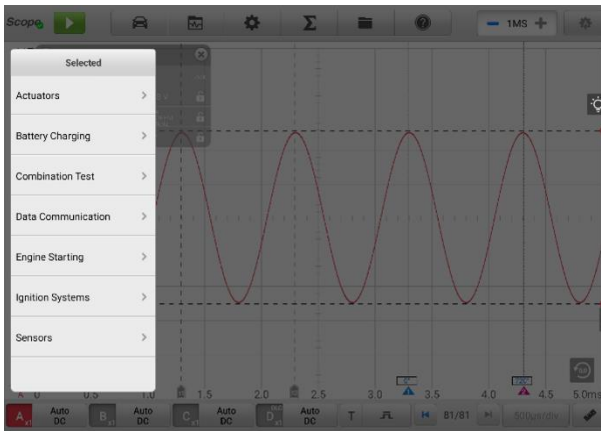 Scope
Σ
?
1MS
Selected
Actuators
Battery Charging
Combination Test
Data Communication
Engine Starting
Ignition Systems
Sensors
0 0.5 1.0 1.5 2.0 2.5 3.0 3.5 4.0 4.5 5.0ms
A Auto DC B Auto DC C Auto DC D Auto DC T 81/81 500us/div